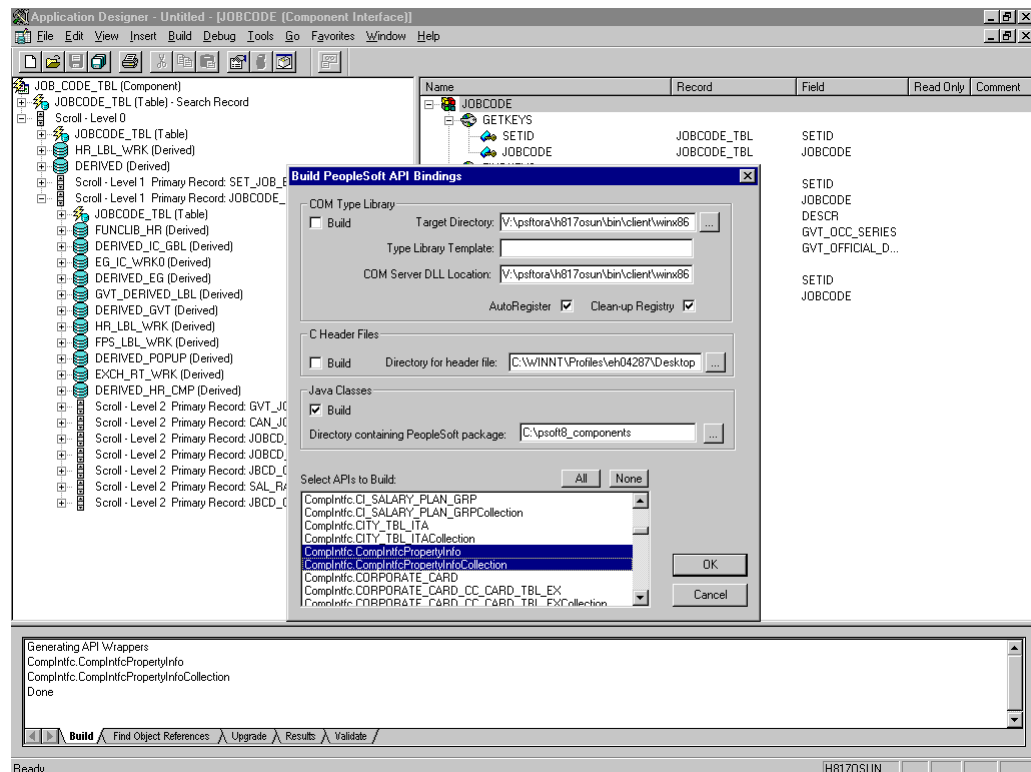 Application Designer - Untitled - [JOBCODE (Component Interface)]
File Edit View Insert Build Debug Tools Go Favorites Window Help
JOB_CODE_TBL (Component)
JOBCODE_TBL (Table) - Search Record
Scroll - Level 0
JOBCODE_TBL (Table)
HR_LBL_WRK (Derived)
DERIVED (Derived)
Scroll - Level 1 Primary Record: SET_JOB_E
Scroll - Level 1 Primary Record: JOBCODE_
JOBCODE_TBL (Table)
FUNCLIB_HR (Derived)
DERIVED_IC_GBL (Derived)
EG_IC_WRK0 (Derived)
DERIVED_EG (Derived)
GVT_DERIVED_LBL (Derived)
DERIVED_GVT (Derived)
HR_LBL_WRK (Derived)
FPS_LBL_WRK (Derived)
DERIVED_POPUP (Derived)
EXCH_RT_WRK (Derived)
DERIVED_HR_CMP (Derived)
Scroll - Level 2 Primary Record: GVT_JO
Scroll - Level 2 Primary Record: CAN_JO
Scroll - Level 2 Primary Record: JOBCD_
Scroll - Level 2 Primary Record: JOBCD_
Scroll - Level 2 Primary Record: JBCD_
Scroll - Level 2 Primary Record: SAL_RA
Scroll - Level 2 Primary Record: JBCD_
Name Record Field Read Only Comment
JOBCODE
GETKEYS
SETID JOBCODE_TBL SETID
JOBCODE JOBCODE_TBL JOBCODE
SETID
JOBCODE
DESCR
GVT_OCC_SERIES
GVT_OFFICIAL_D...
SETID
JOBCODE
Build PeopleSoft API Bindings
COM Type Library
Build Target Directory: V:\psftora\h817osun\bin\client\winx86 ...
Type Library Template:
COM Server DLL Location: V:\psftora\h817osun\bin\client\winx86
AutoRegister Clean-up Registry
C Header Files
Build Directory for header file: C:\WINNT\Profiles\eh04287\Desktop ...
Java Classes
Build
Directory containing PeopleSoft package: C:\psoft8_components ...
Select APIs to Build: All None
CompIntfc.CI_SALARY_PLAN_GRP
CompIntfc.CI_SALARY_PLAN_GRPCollection
CompIntfc.CITY_TBL_ITA
CompIntfc.CITY_TBL_ITACollection
CompIntfc.CompIntfcPropertyInfo
CompIntfc.CompIntfcPropertyInfoCollection
CompIntfc.CORPORATE_CARD
CompIntfc.CORPORATE_CARD_CC_CARD_TBL_EX
CompIntfc.CORPORATE_CARD_CC_CARD_TBL_EXCollection
OK
Cancel
Generating API Wrappers
CompIntfc.CompIntfcPropertyInfo
CompIntfc.CompIntfcPropertyInfoCollection
Done
Build Find Object References Upgrade Results Validate
Ready H817OSUN